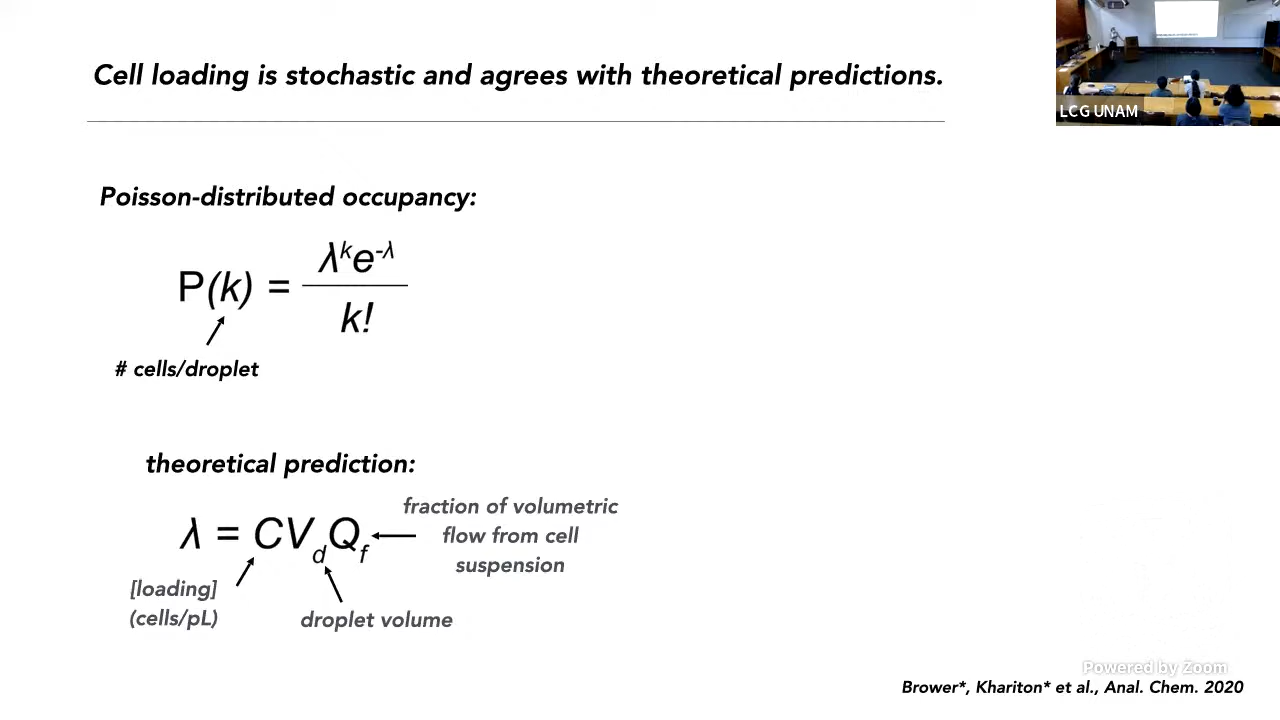 Cell loading is stochastic and agrees with theoretical predictions.
LCG UNAM
Poisson-distributed occupancy:
P(k) = λᵏe⁻λ / k!
# cells/droplet
theoretical prediction:
λ = CV_dQ_f
fraction of volumetric
flow from cell
suspension
[loading]
(cells/pL)
droplet volume
Powered by Zoom
Brower*, Khariton* et al., Anal. Chem. 2020